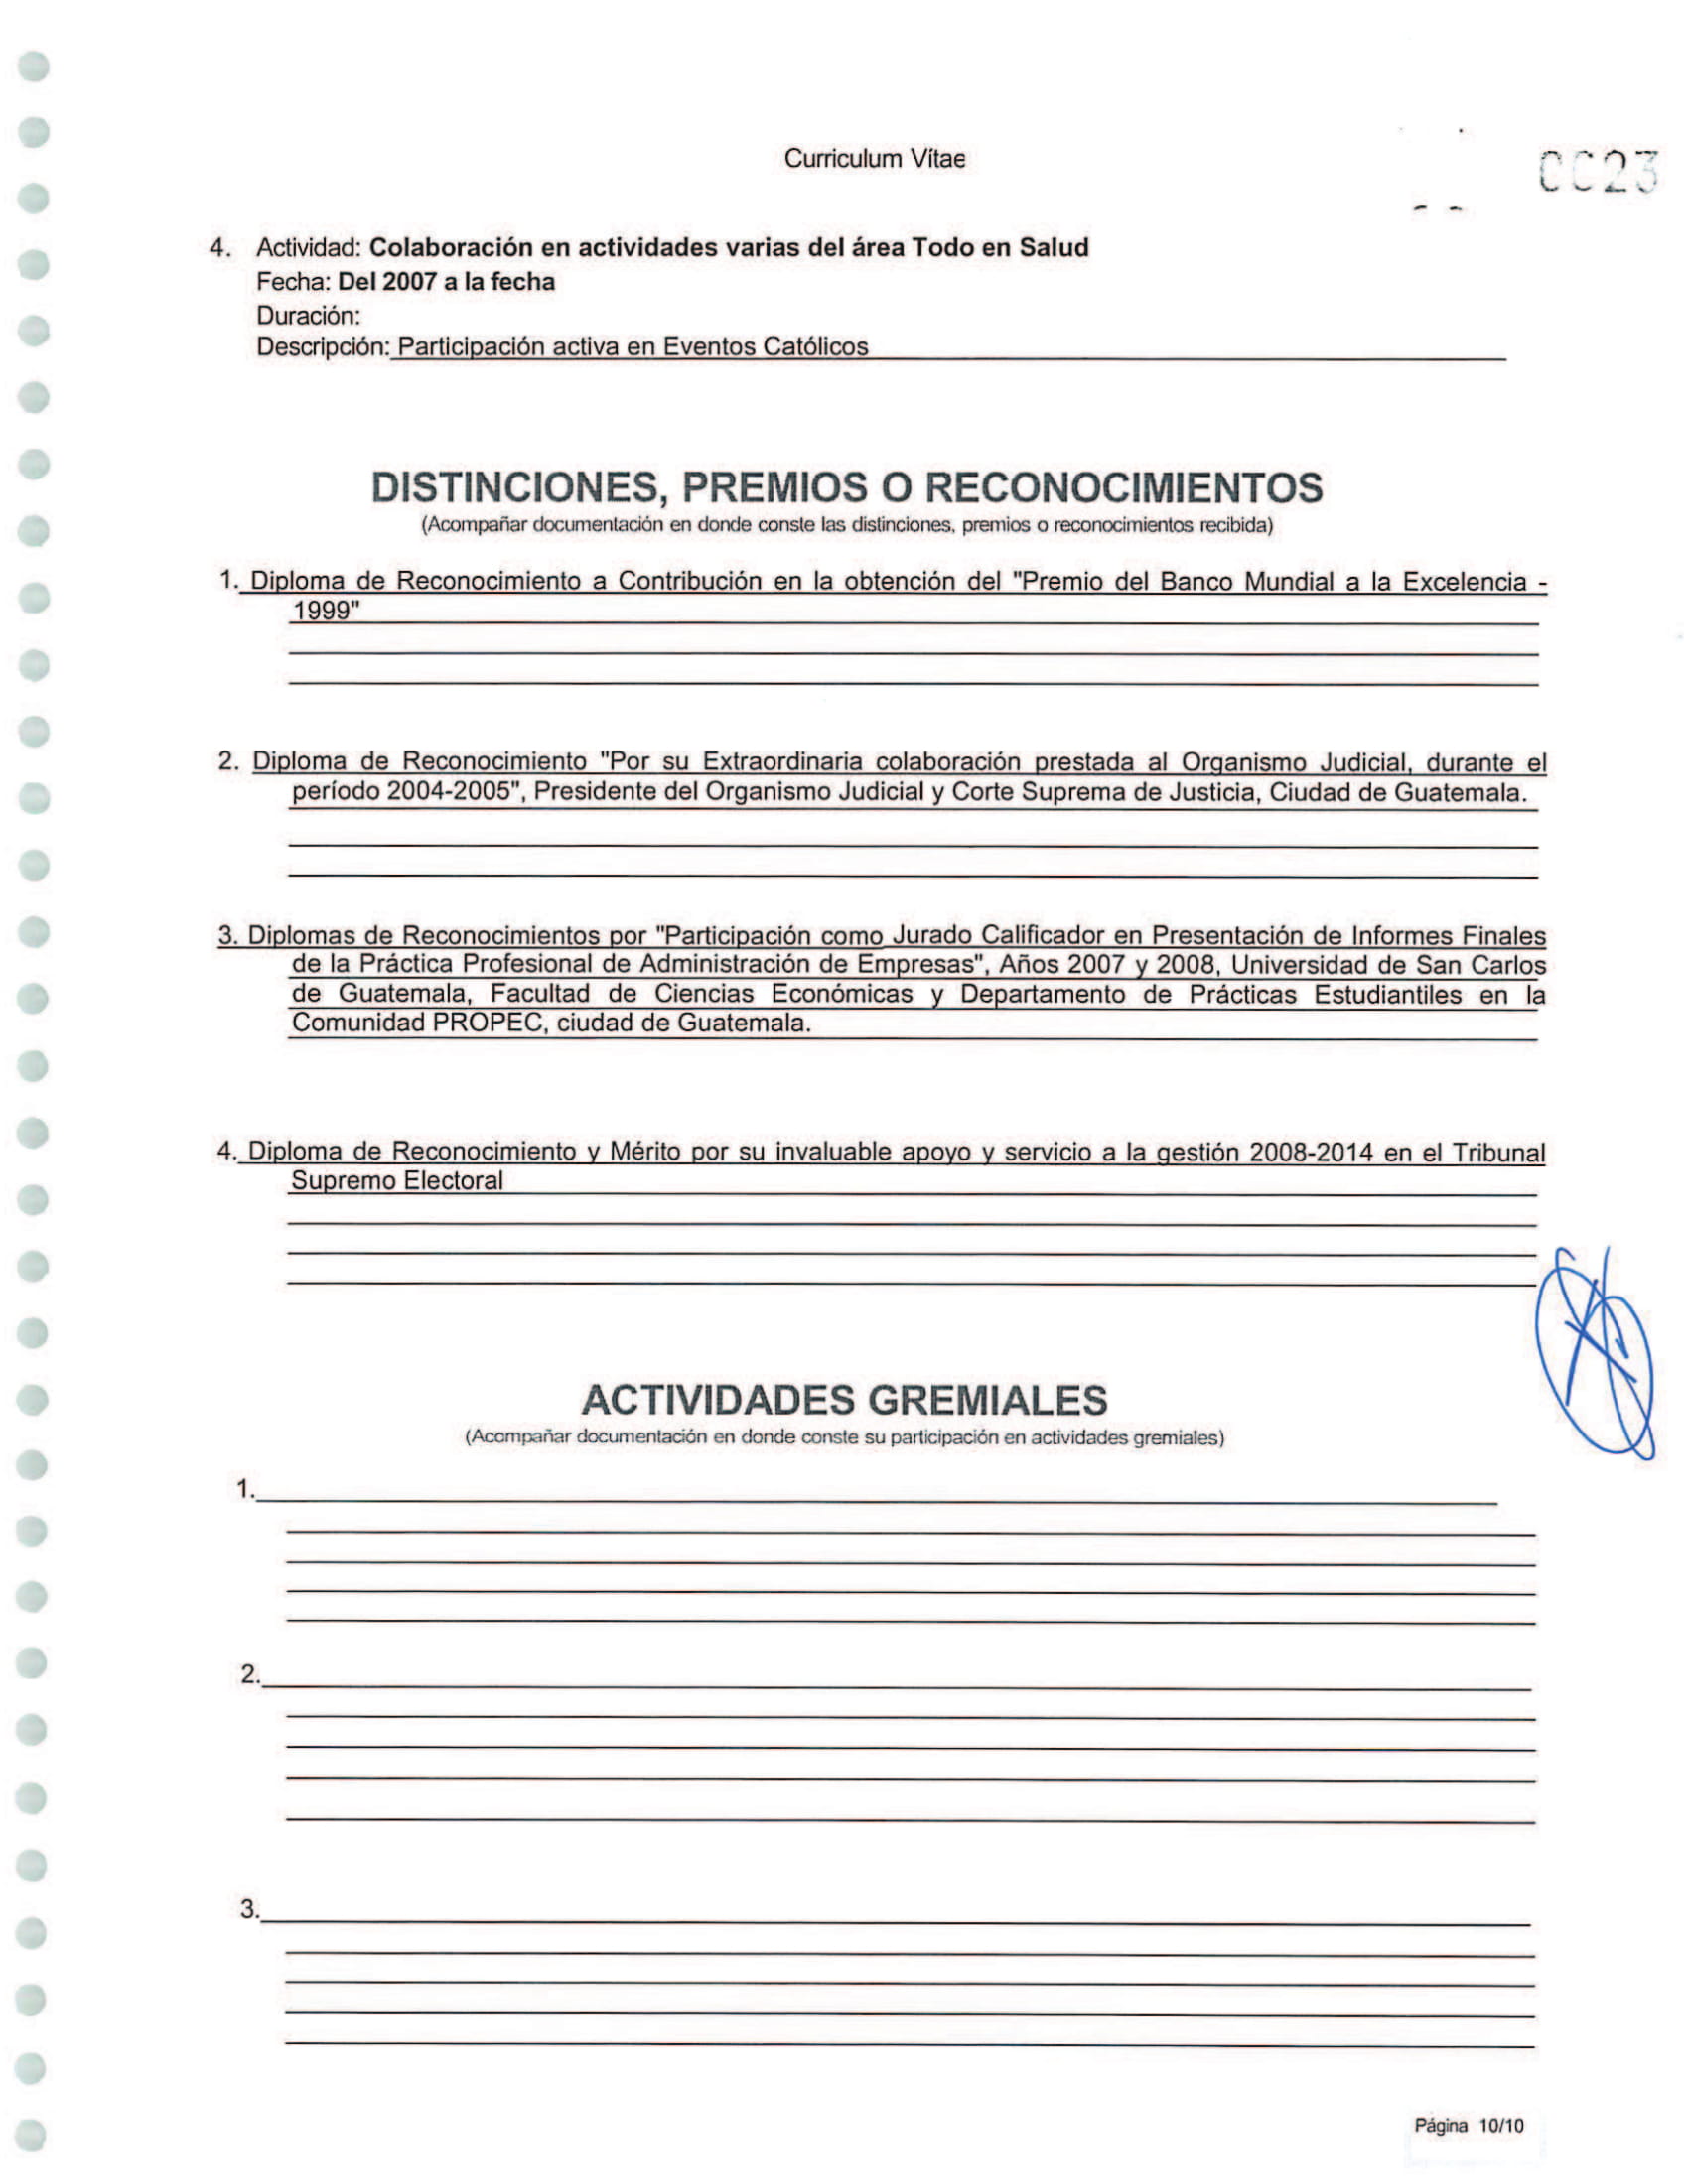 Curriculum Vitae
CC23
4. Actividad: Colaboración en actividades varias del área Todo en Salud
Fecha: Del 2007 a la fecha
Duración:
Descripción: Participación activa en Eventos Católicos
DISTINCIONES, PREMIOS O RECONOCIMIENTOS
(Acompañar documentación en donde conste las distinciones, premios o reconocimientos recibida)
1. Diploma de Reconocimiento a Contribución en la obtención del "Premio del Banco Mundial a la Excelencia -
1999"
2. Diploma de Reconocimiento "Por su Extraordinaria colaboración prestada al Organismo Judicial, durante el
período 2004-2005", Presidente del Organismo Judicial y Corte Suprema de Justicia, Ciudad de Guatemala.
3. Diplomas de Reconocimientos por "Participación como Jurado Calificador en Presentación de Informes Finales
de la Práctica Profesional de Administración de Empresas", Años 2007 y 2008, Universidad de San Carlos
de Guatemala, Facultad de Ciencias Económicas y Departamento de Prácticas Estudiantiles en la
Comunidad PROPEC, ciudad de Guatemala.
4. Diploma de Reconocimiento y Mérito por su invaluable apoyo y servicio a la gestión 2008-2014 en el Tribunal
Supremo Electoral
ACTIVIDADES GREMIALES
(Acompañar documentación en donde conste su participación en actividades gremiales)
1.
2.
3.
Página 10/10